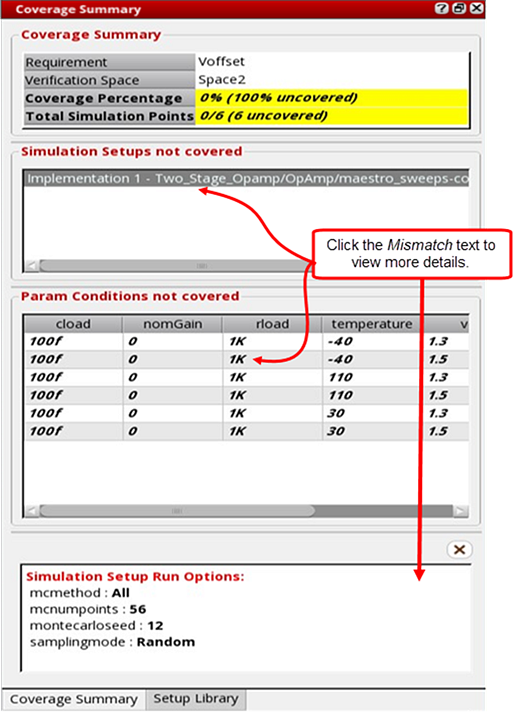 Coverage Summary
Coverage Summary
Requirement Voffset
Verification Space Space2
Coverage Percentage 0% (100% uncovered)
Total Simulation Points 0/6 (6 uncovered)
Simulation Setups not covered
Implementation 1 - Two_Stage_Opamp/OpAmp/maestro_sweeps-co
Click the Mismatch text to
view more details.
Param Conditions not covered
cload nomGain rload temperature v
100f 0 1K -40 1.3
100f 0 1K -40 1.5
100f 0 1K 110 1.3
100f 0 1K 110 1.5
100f 0 1K 30 1.3
100f 0 1K 30 1.5
Simulation Setup Run Options:
mcmethod : All
mcnumpoints : 56
montecarloseed : 12
samplingmode : Random
Coverage Summary Setup Library